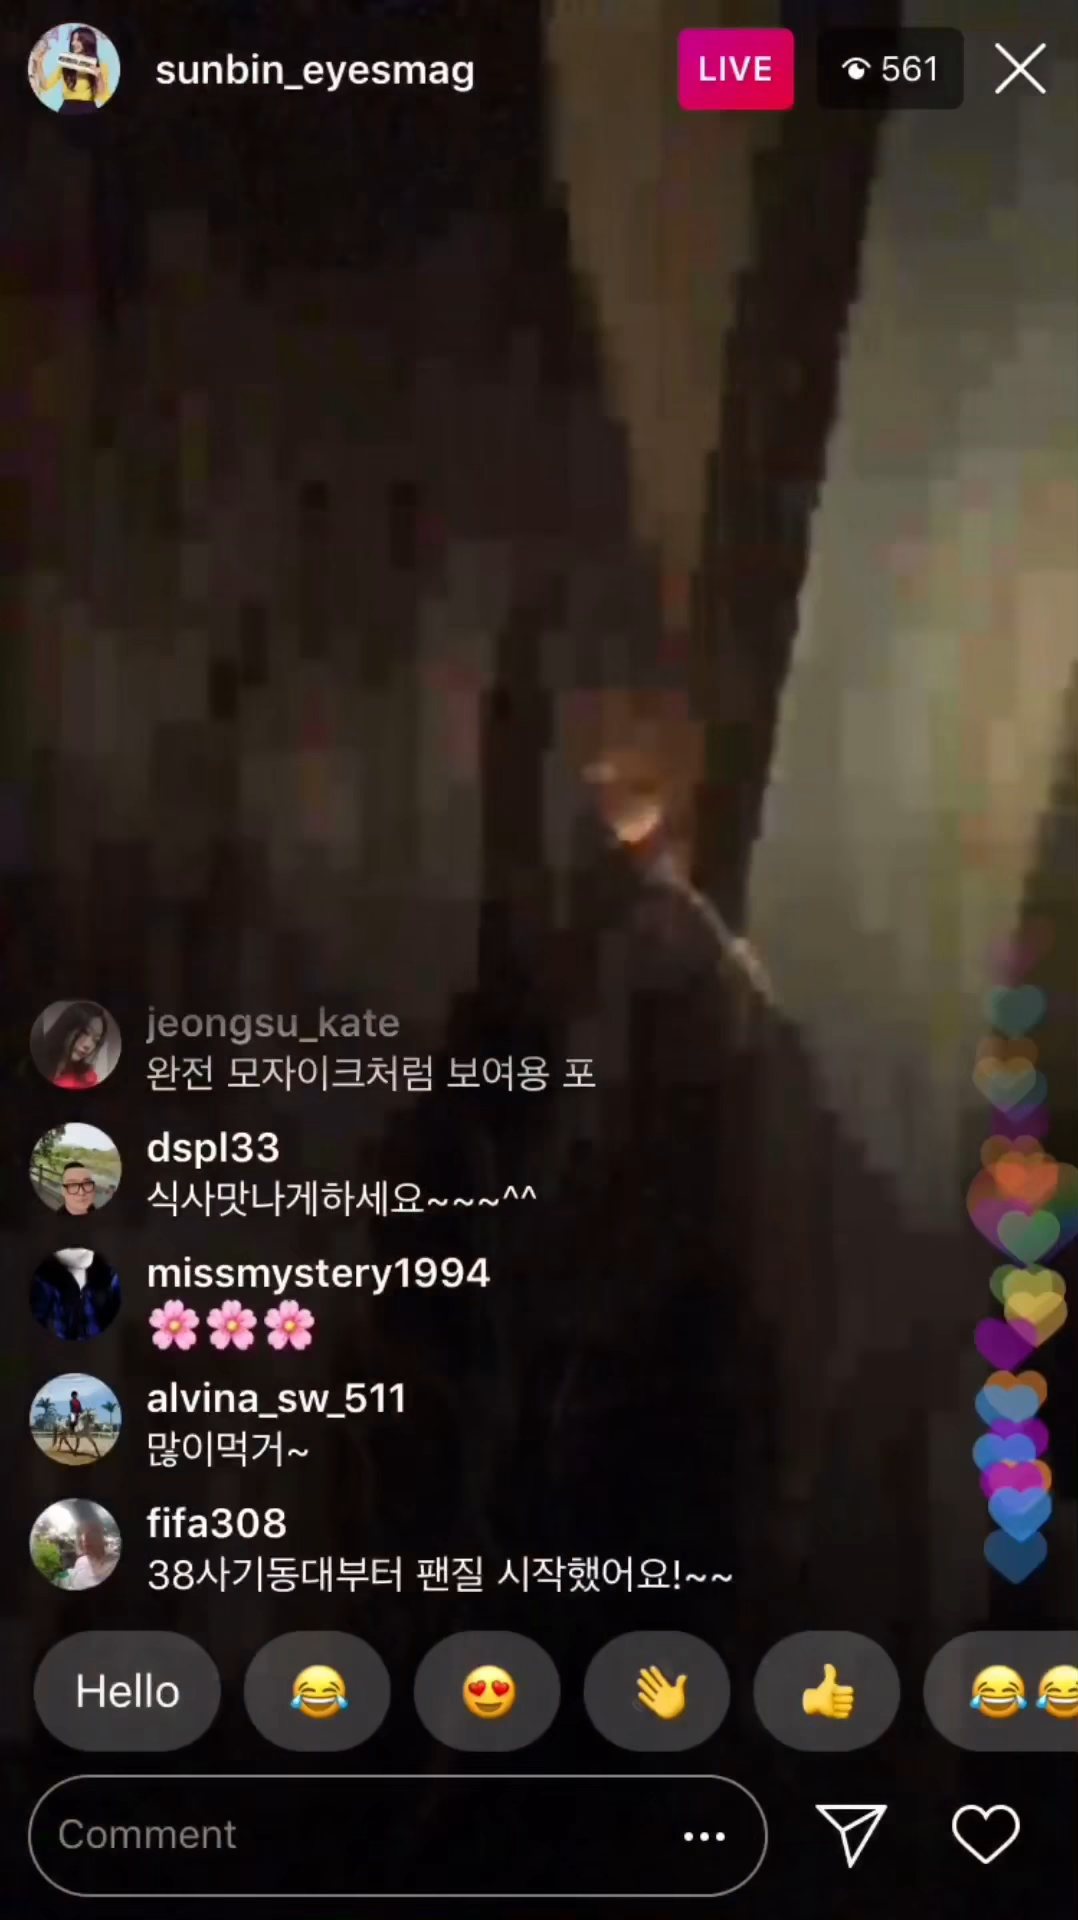 sunbin_eyesmag
LIVE
561
jeongsu_kate
완전 모자이크처럼 보여용 포
dspl33
식사맛나게하세요~~~^^
missmystery1994
🌸🌸🌸
alvina_sw_511
많이먹거~
fifa308
38사기동대부터 팬질 시작했어요!~~
Hello 😂 😍 👋 👍 😂😂
Comment